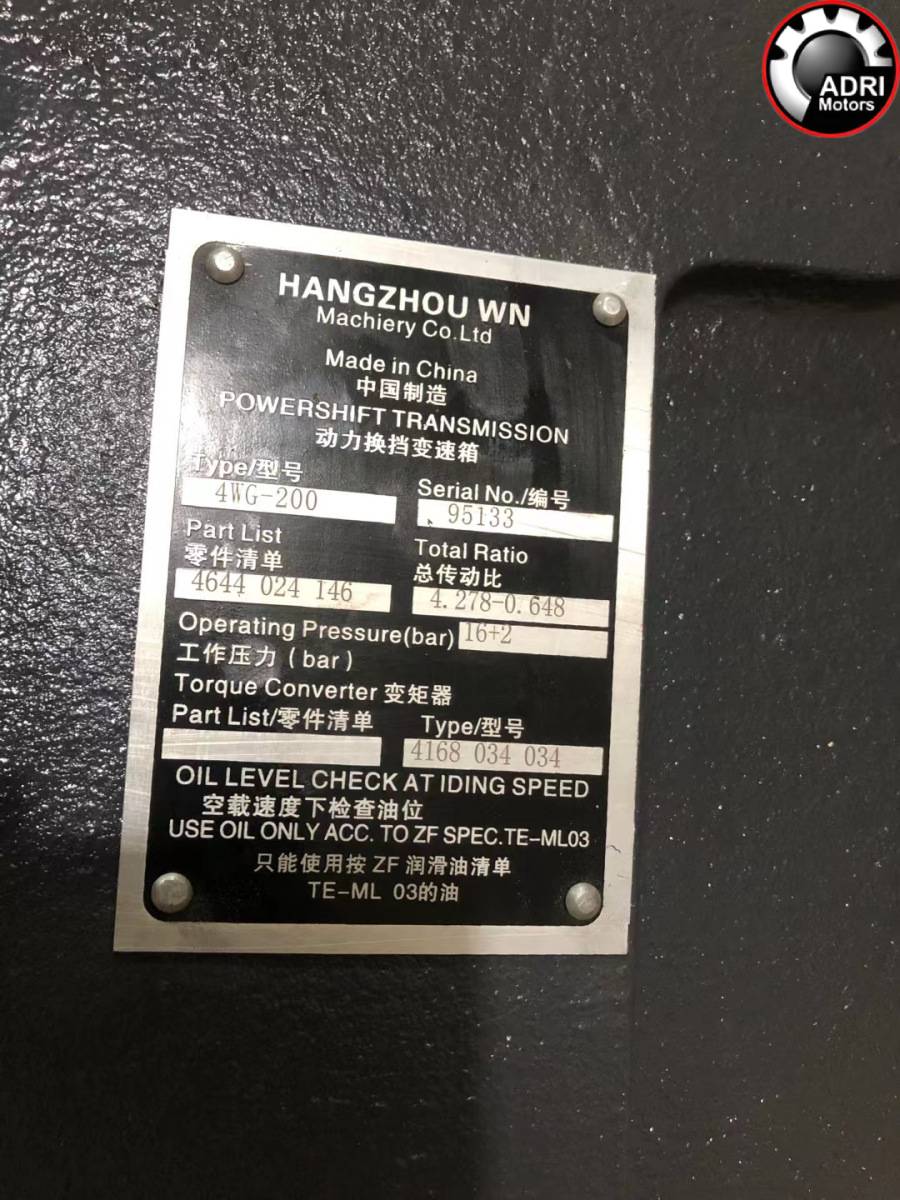 ADRI
Motors
HANGZHOU WN
Machiery Co.Ltd
Made in China
中国制造
POWERSHIFT TRANSMISSION
动力换挡变速箱
Type/型号
4WG-200
Serial No./编号
95133
Part List
零件清单
4644 024 146
Total Ratio
总传动比
4.278-0.648
Operating Pressure(bar) 16+2
工作压力 (bar)
Torque Converter 变矩器
Part List/零件清单
Type/型号
4168 034 034
OIL LEVEL CHECK AT IDING SPEED
空载速度下检查油位
USE OIL ONLY ACC. TO ZF SPEC.TE-ML03
只能使用按 ZF 润滑油清单
TE-ML 03的油